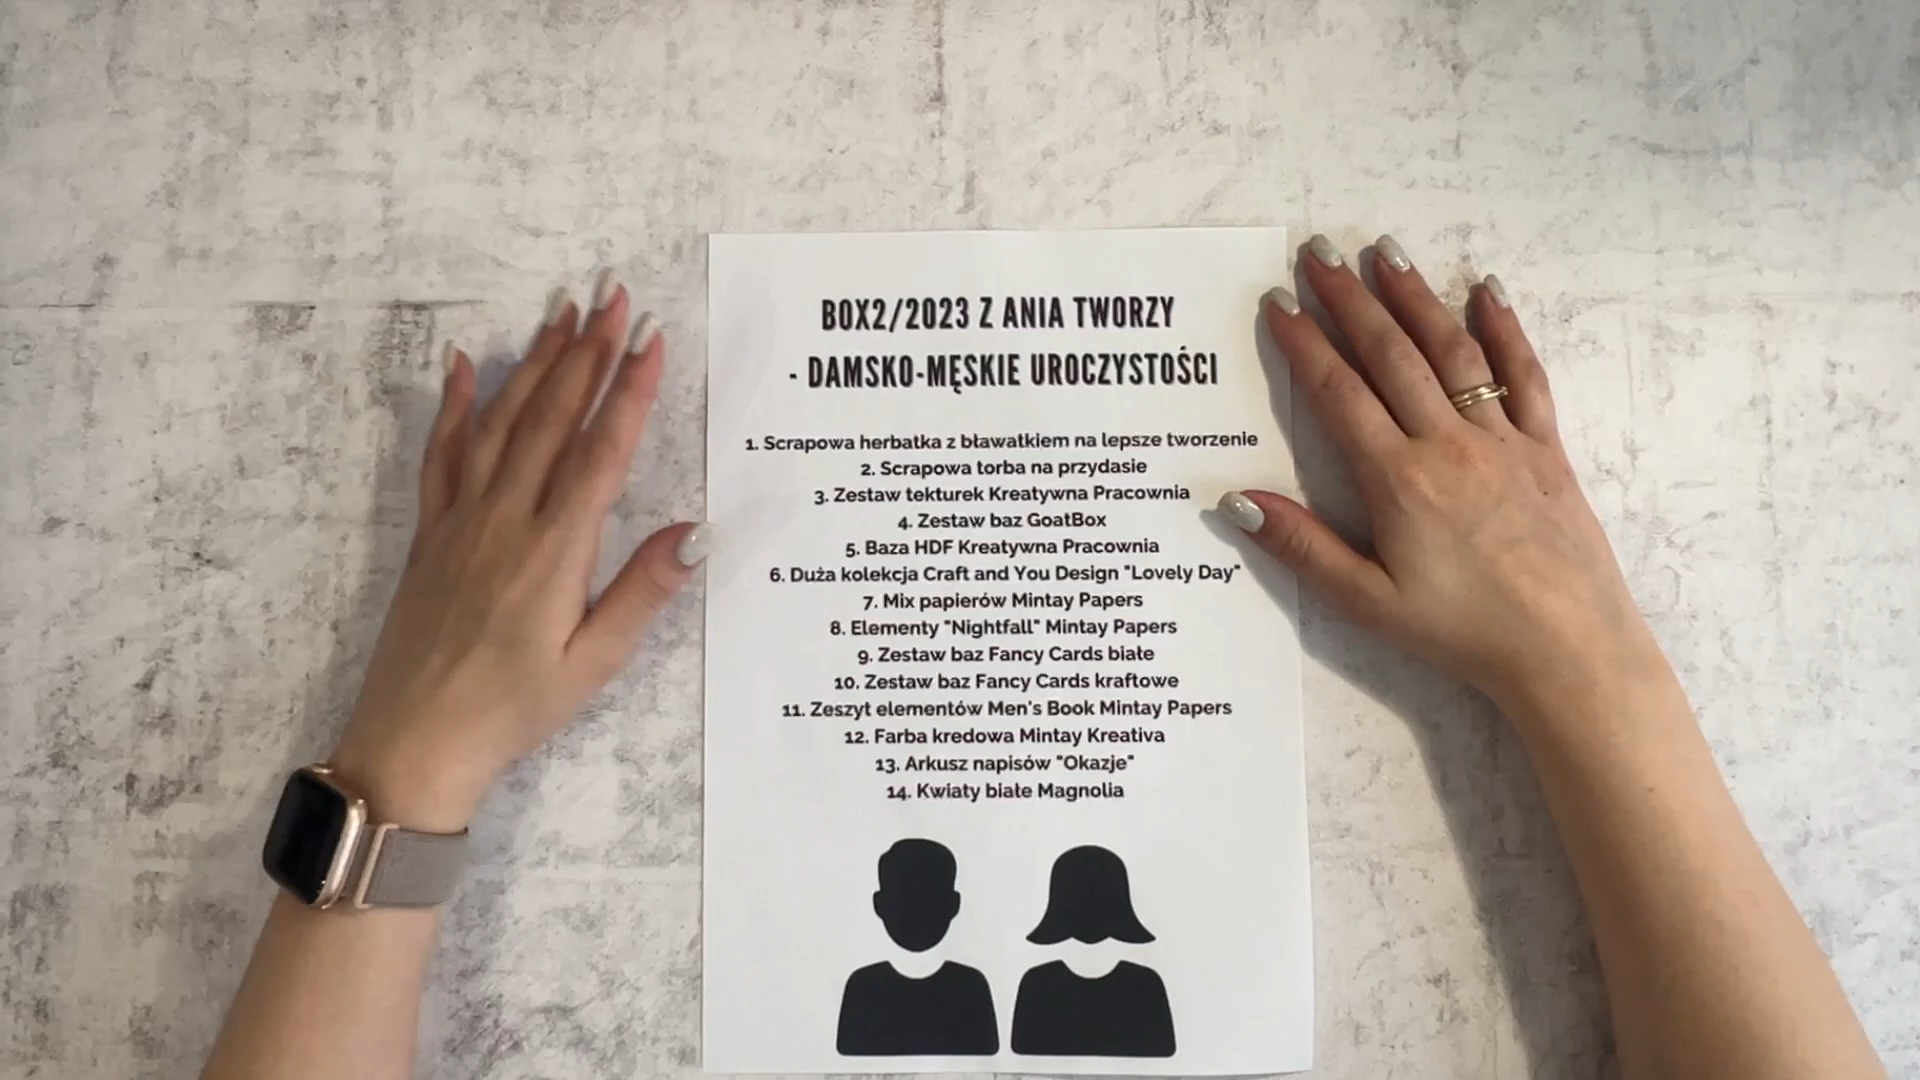 BOX2/2023 Z ANIA TWORZY
- DAMSKO-MĘSKIE UROCZYSTOŚCI
1. Scrapowa herbatka z bławatkiem na lepsze tworzenie
2. Scrapowa torba na przydasie
3. Zestaw tekturek Kreatywna Pracownia
4. Zestaw baz GoatBox
5. Baza HDF Kreatywna Pracownia
6. Duża kolekcja Craft and You Design "Lovely Day"
7. Mix papierów Mintay Papers
8. Elementy "Nightfall" Mintay Papers
9. Zestaw baz Fancy Cards białe
10. Zestaw baz Fancy Cards kraftowe
11. Zeszyt elementów Men's Book Mintay Papers
12. Farba kredowa Mintay Kreativa
13. Arkusz napisów "Okazje"
14. Kwiaty białe Magnolia